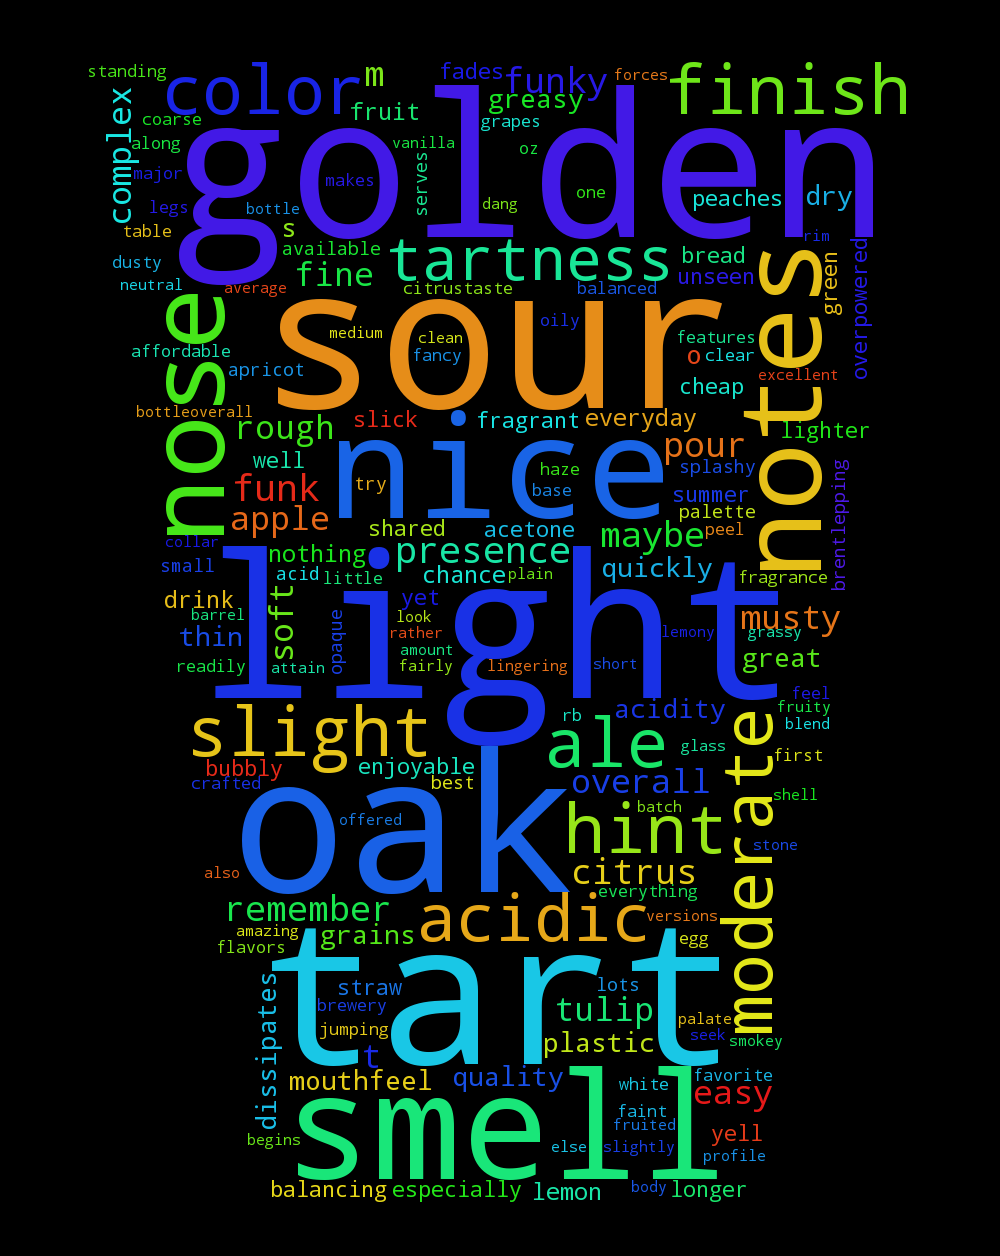 standing
color
m
fades
funky
forces
finish
complex
coarse
fruit
greasy
grapes
golden
along
vanilla
oz
major
makes
serves
dang
one
peaches
dry
legs
bottle
table
s
available
tartness
bread
rim
dusty
fine
unseen
green
overpowered
neutral
average
citrustaste
balanced
nose
sour
notes
medium
clean
oily
features
affordable
fancy
o
clear
apricot
cheap
excellent
bottleoverall
rough
slick
fragrant
everyday
lighter
nice
pour
well
haze
splashy
funk
try
base
summer
brentlepping
apple
shared
acetone
palette
maybe
peel
collar
nothing
presence
small
acid
little
chance
plain
quickly
fragrance
light
drink
soft
yet
barrel
opaque
look
musty
thin
rather
lemony
grassy
amount
readily
attain
fairly
lingering
short
great
feel
slight
rb
acidity
fruity
blend
ale
glass
first
bubbly
enjoyable
moderate
crafted
best
overall
oak
hint
batch
shell
offered
stone
also
citrus
everything
remember
acidic
versions
amazing
grains
egg
flavors
tart
dissipates
straw
lots
brewery
tulip
palate
jumping
seek
plastic
smokey
t
mouthfeel
quality
white
favorite
smell
easy
faint
fruited
begins
else
slightly
yell
profile
balancing
especially
lemon
body
longer